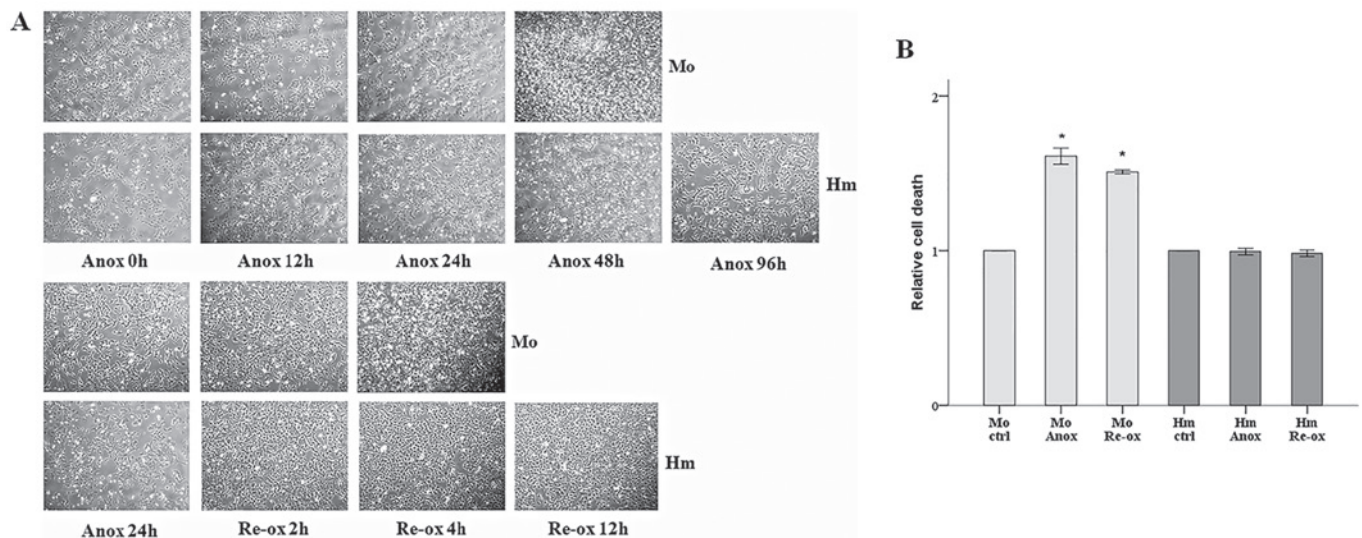 A
Mo
Hm
Anox 0h
Anox 12h
Anox 24h
Anox 48h
Anox 96h
Mo
Hm
Anox 24h
Re-ox 2h
Re-ox 4h
Re-ox 12h
B
Relative cell death
2
1
0
*
*
Mo
ctrl
Mo
Anox
Mo
Re-ox
Hm
ctrl
Hm
Anox
Hm
Re-ox